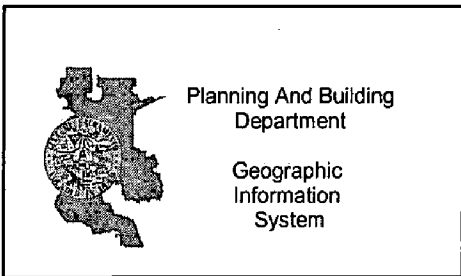 Planning And Building
Department
Geographic
Information
System